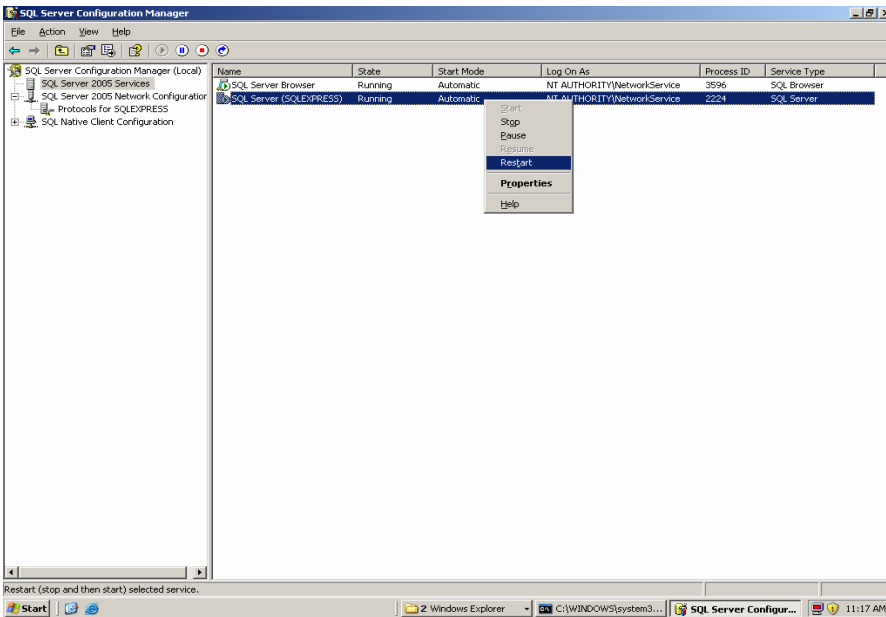 SQL Server Configuration Manager
File Action View Help
SQL Server Configuration Manager (Local)
SQL Server 2005 Services
SQL Server 2005 Network Configuration
Protocols for SQLEXPRESS
SQL Native Client Configuration
Name State Start Mode Log On As Process ID Service Type
SQL Server Browser Running Automatic NT AUTHORITY\NetworkService 3596 SQL Browser
SQL Server (SQLEXPRESS) Running Automatic NT AUTHORITY\NetworkService 2224 SQL Server
Start
Stop
Pause
Resume
Restart
Properties
Help
Restart (stop and then start) selected service.
Start 2 Windows Explorer C:\WINDOWS\system3... SQL Server Configur... 11:17 AM